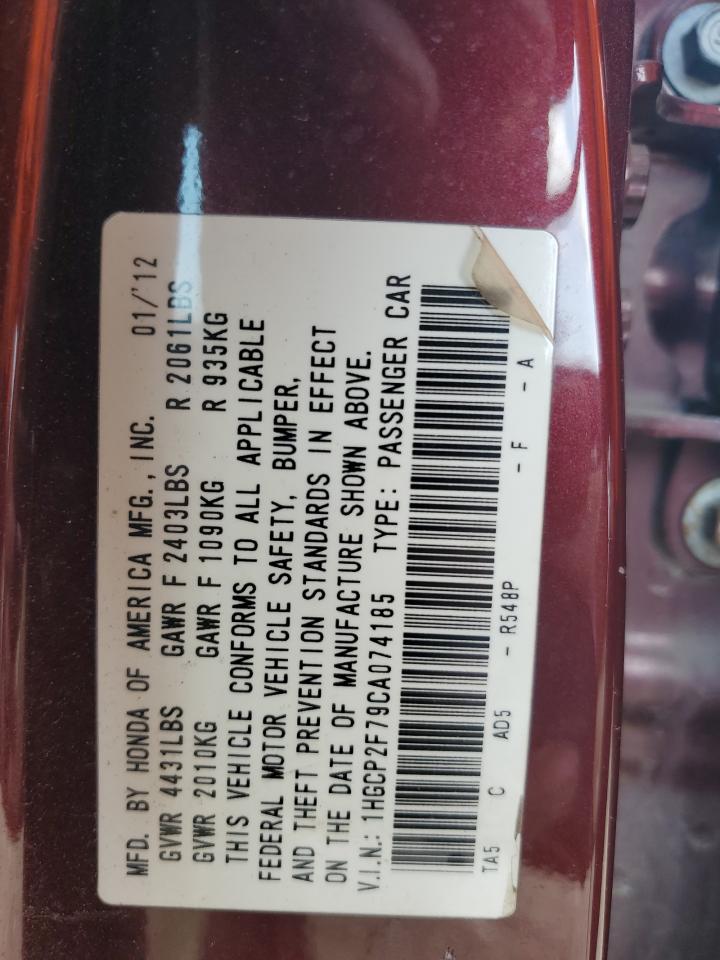 MFD. BY HONDA OF AMERICA MFG., INC. 01/'12
GVWR 4431LBS GAWR F 2403LBS R 2061LBS
GVWR 2010KG GAWR F 1090KG R 935KG
THIS VEHICLE CONFORMS TO ALL APPLICABLE
FEDERAL MOTOR VEHICLE SAFETY, BUMPER,
AND THEFT PREVENTION STANDARDS IN EFFECT
ON THE DATE OF MANUFACTURE SHOWN ABOVE.
V.I.N.: 1HGCP2F79CA074185 TYPE: PASSENGER CAR
TA5 C AD5 - R548P - F - A